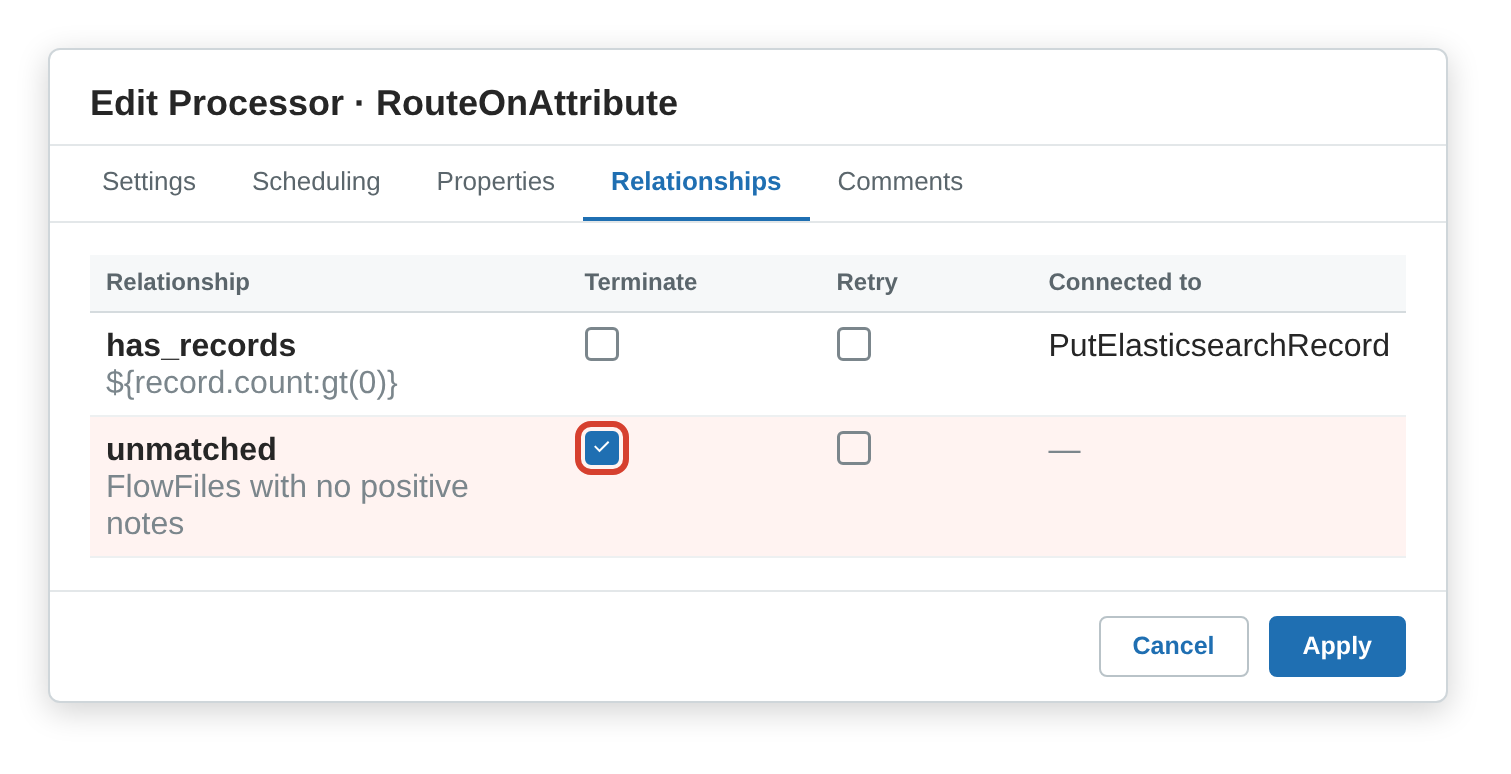 Edit Processor · RouteOnAttribute
Settings Scheduling Properties Relationships Comments
Relationship Terminate Retry Connected to
has_records PutElasticsearchRecord
${record.count:gt(0)}
unmatched —
FlowFiles with no positive
notes
Cancel Apply